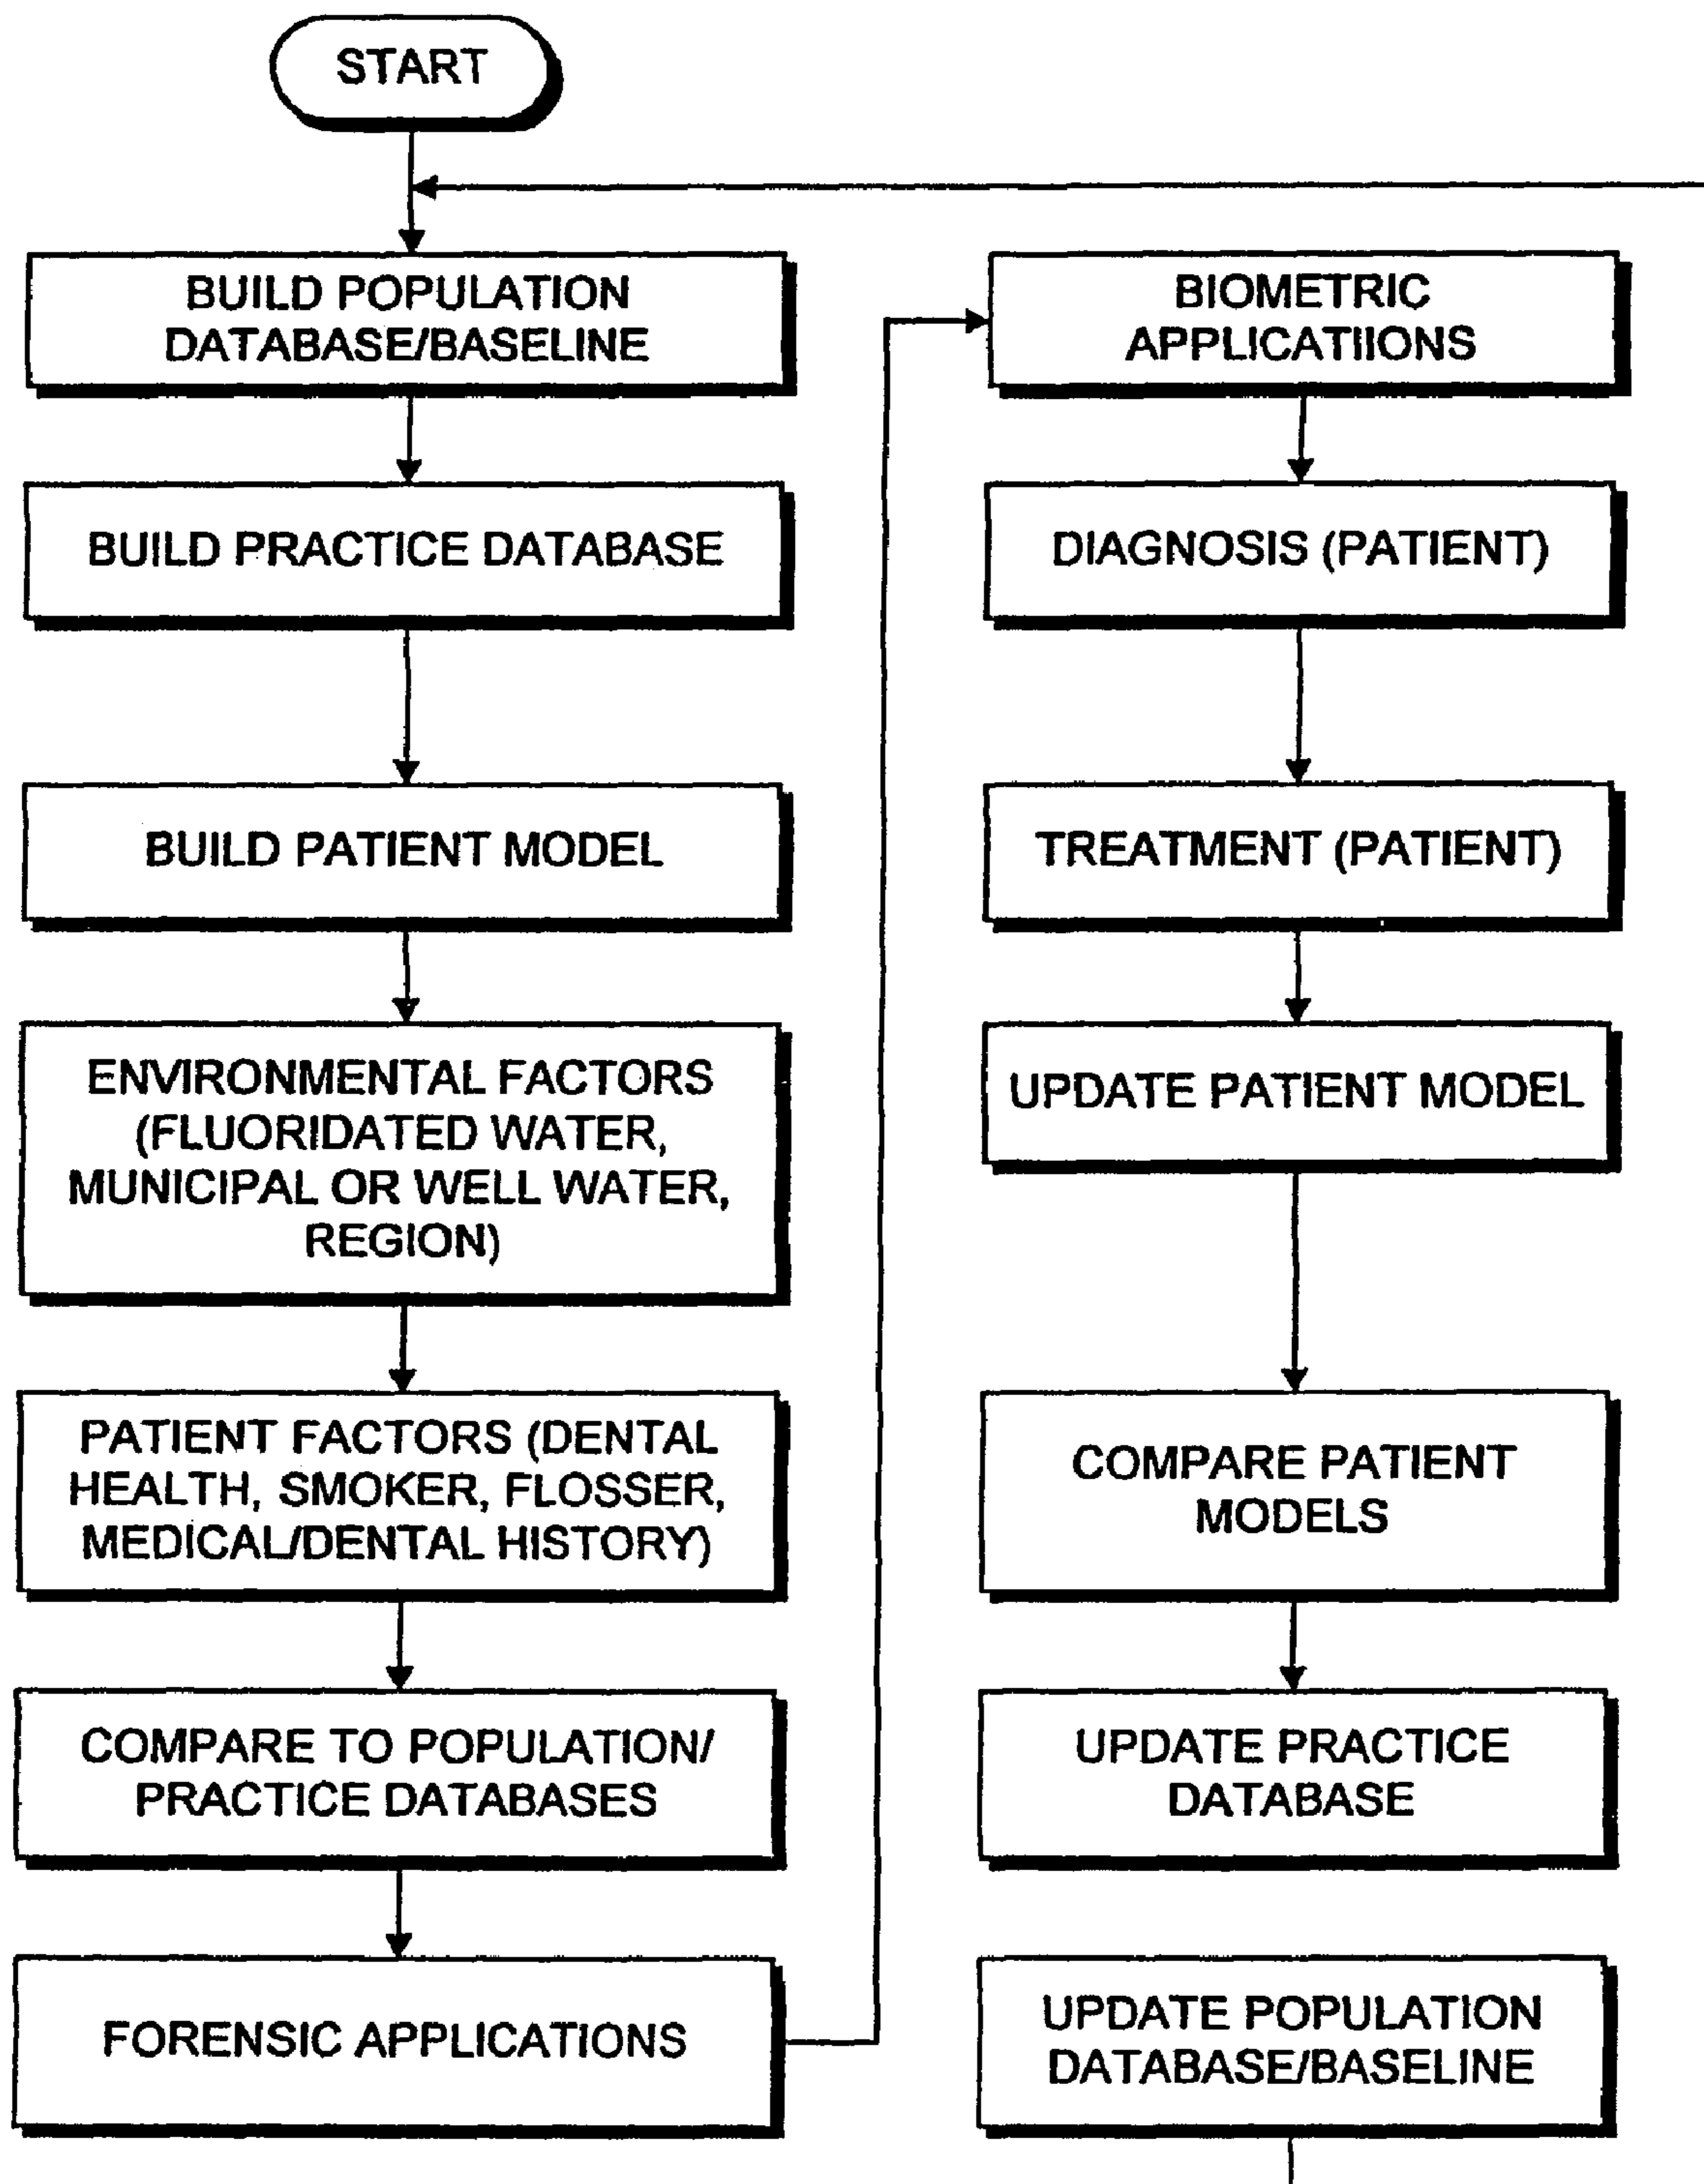 START
BUILD POPULATION
DATABASE/BASELINE
BUILD PRACTICE DATABASE
BUILD PATIENT MODEL
ENVIRONMENTAL FACTORS
(FLUORIDATED WATER,
MUNICIPAL OR WELL WATER,
REGION)
PATIENT FACTORS (DENTAL
HEALTH, SMOKER, FLOSSER,
MEDICAL/DENTAL HISTORY)
COMPARE TO POPULATION/
PRACTICE DATABASES
FORENSIC APPLICATIONS
BIOMETRIC
APPLICATIIONS
DIAGNOSIS (PATIENT)
TREATMENT (PATIENT)
UPDATE PATIENT MODEL
COMPARE PATIENT
MODELS
UPDATE PRACTICE
DATABASE
UPDATE POPULATION
DATABASE/BASELINE